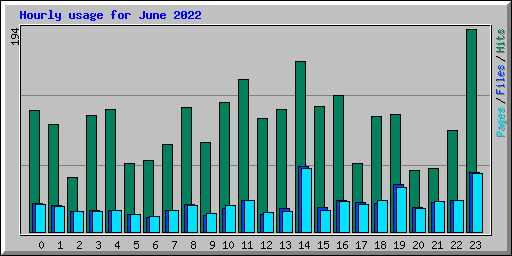 Hourly usage for June 2022
194
Pages/Files/Hits
0 1 2 3 4 5 6 7 8 9 10 11 12 13 14 15 16 17 18 19 20 21 22 23